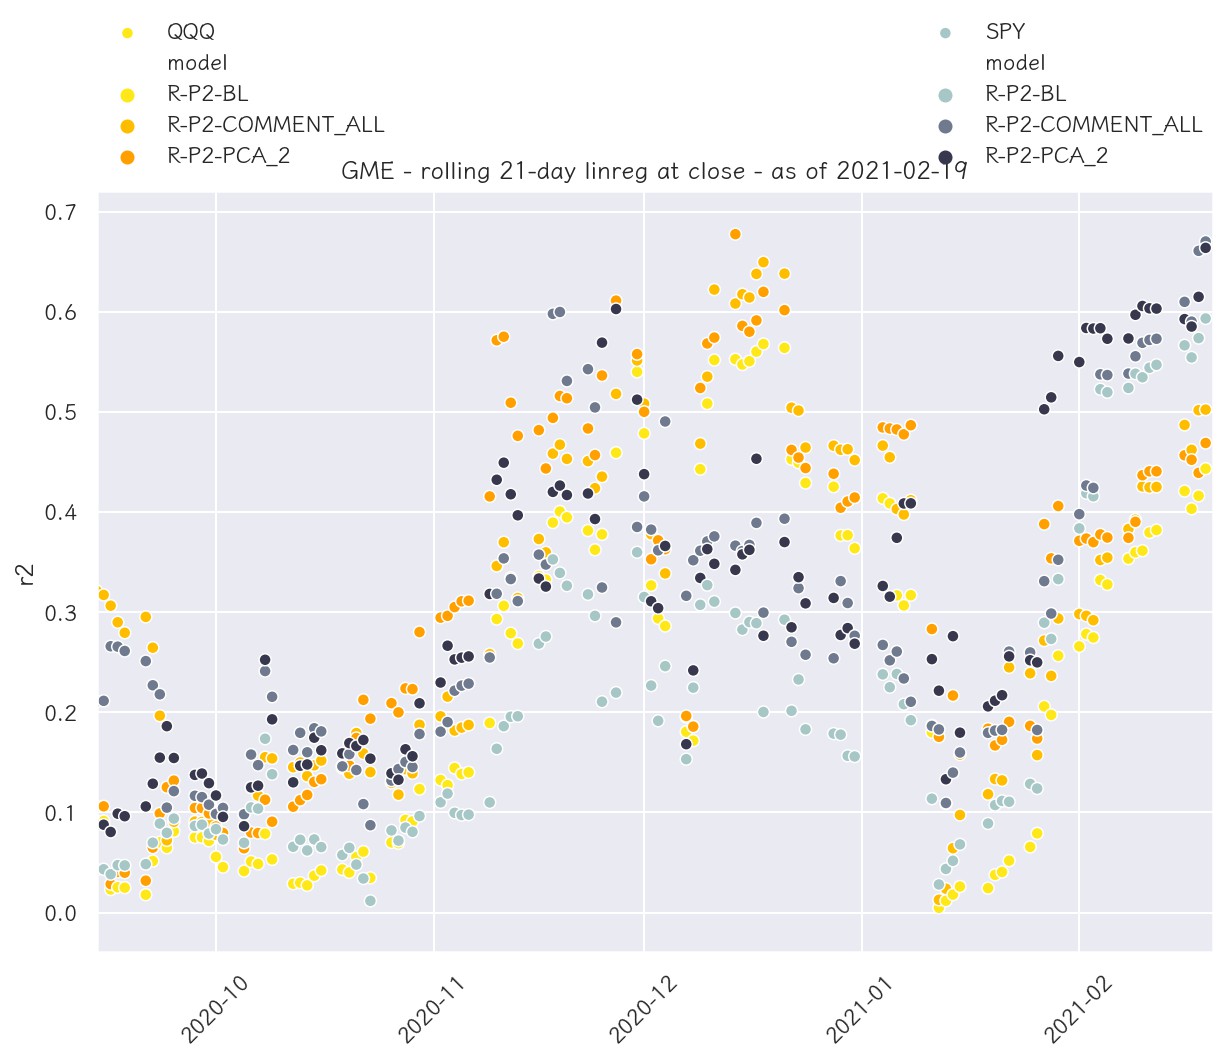 QQQ
model
R-P2-BL
R-P2-COMMENT_ALL
R-P2-PCA_2
SPY
model
R-P2-BL
R-P2-COMMENT_ALL
R-P2-PCA_2
GME - rolling 21-day linreg at close - as of 2021-02-19
0.7
0.6
0.5
0.4
0.3
0.2
0.1
0.0
r2
2020-10
2020-11
2020-12
2021-01
2021-02